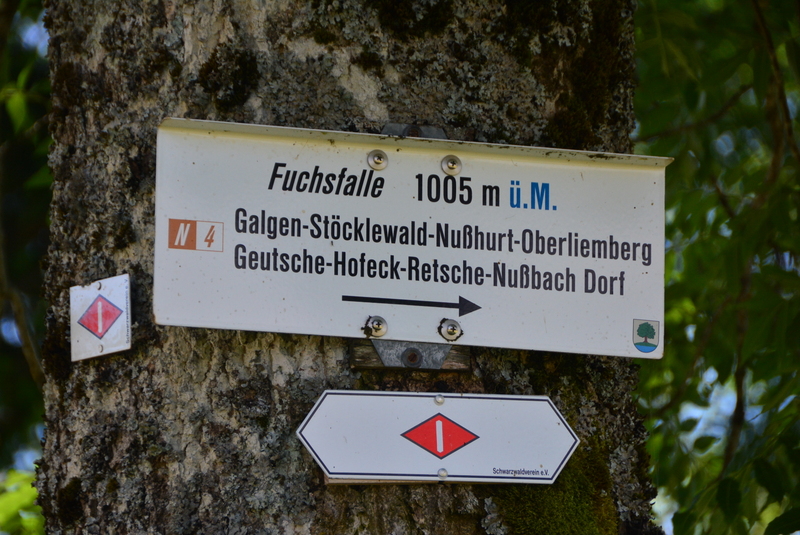 Fuchsfalle 1005 m ü.M.
N 4
Galgen-Stöcklewald-Nußhurt-Oberliemberg
Geutsche-Hofeck-Retsche-Nußbach Dorf
Schwarzwaldverein e.V.